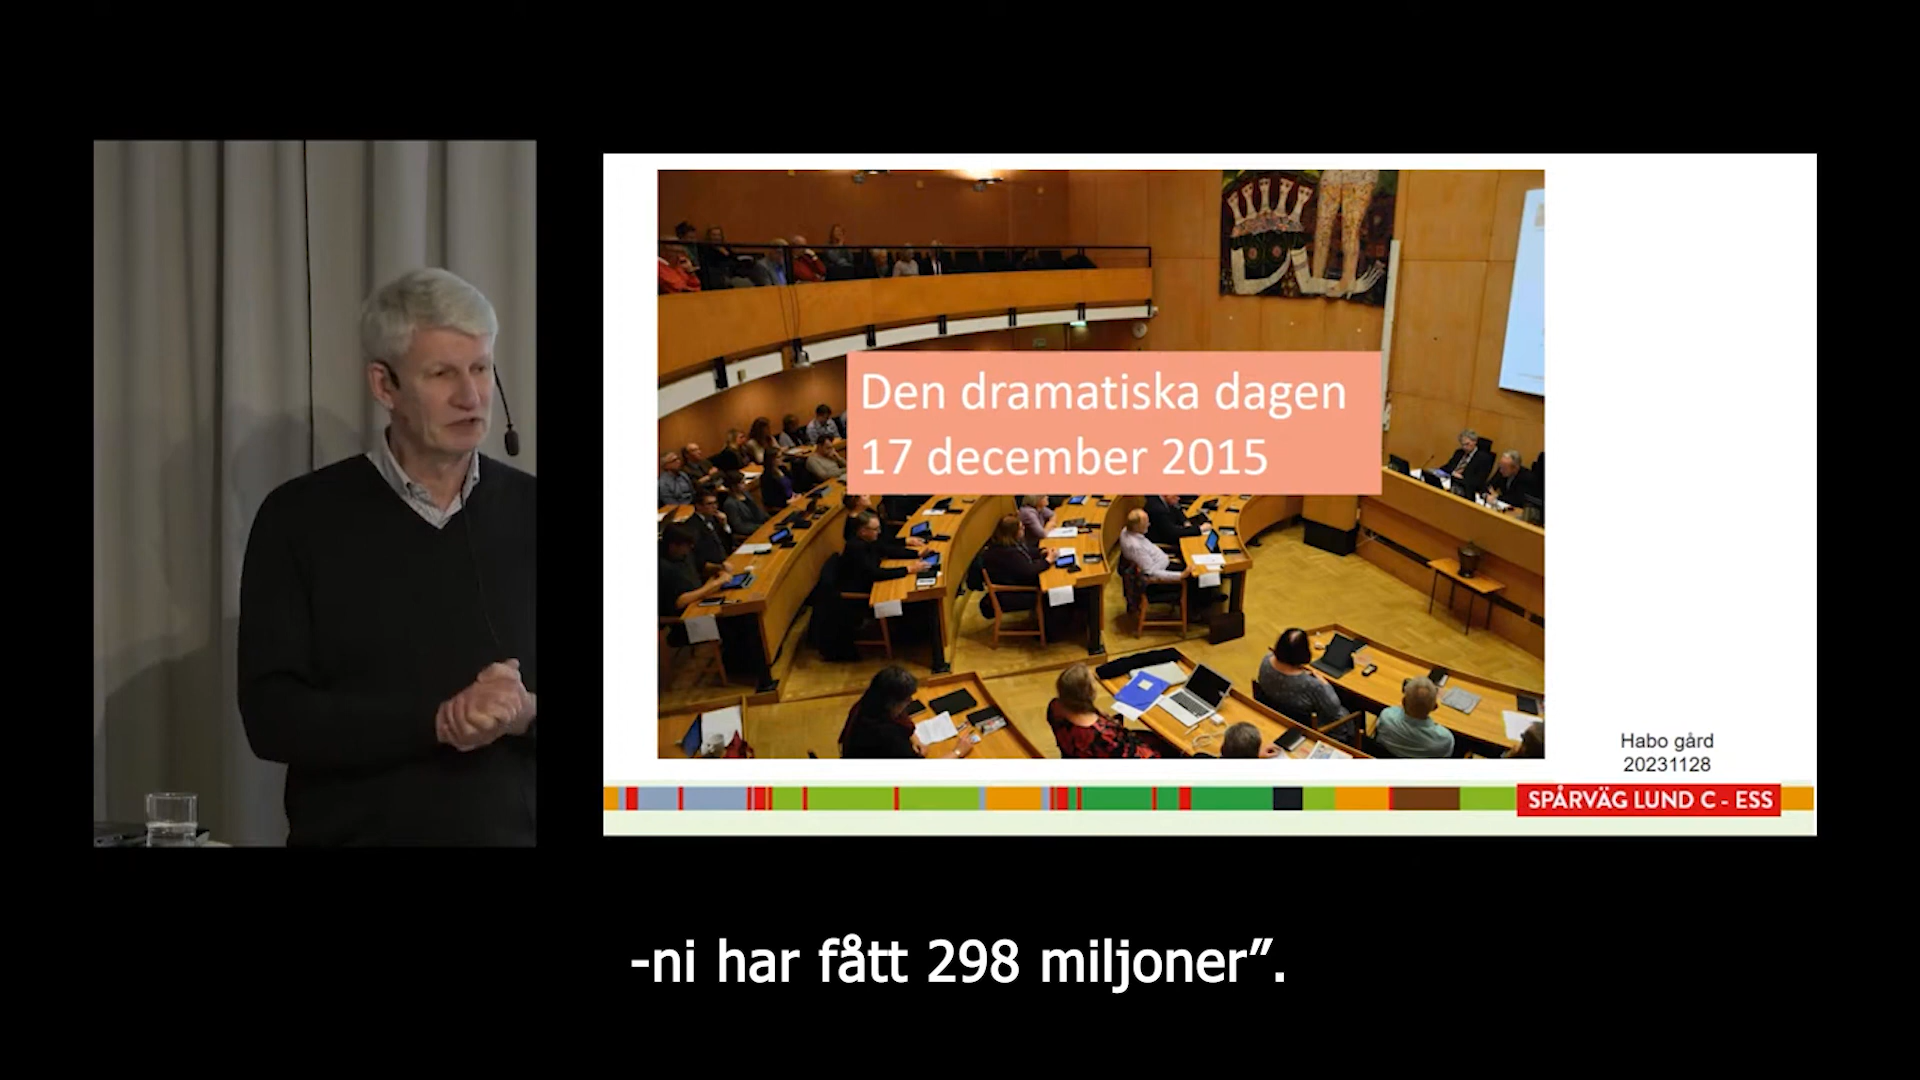 Den dramatiska dagen
17 december 2015
Habo gård
20231128
SPÅRVÄG LUND C - ESS
-ni har fått 298 miljoner”.